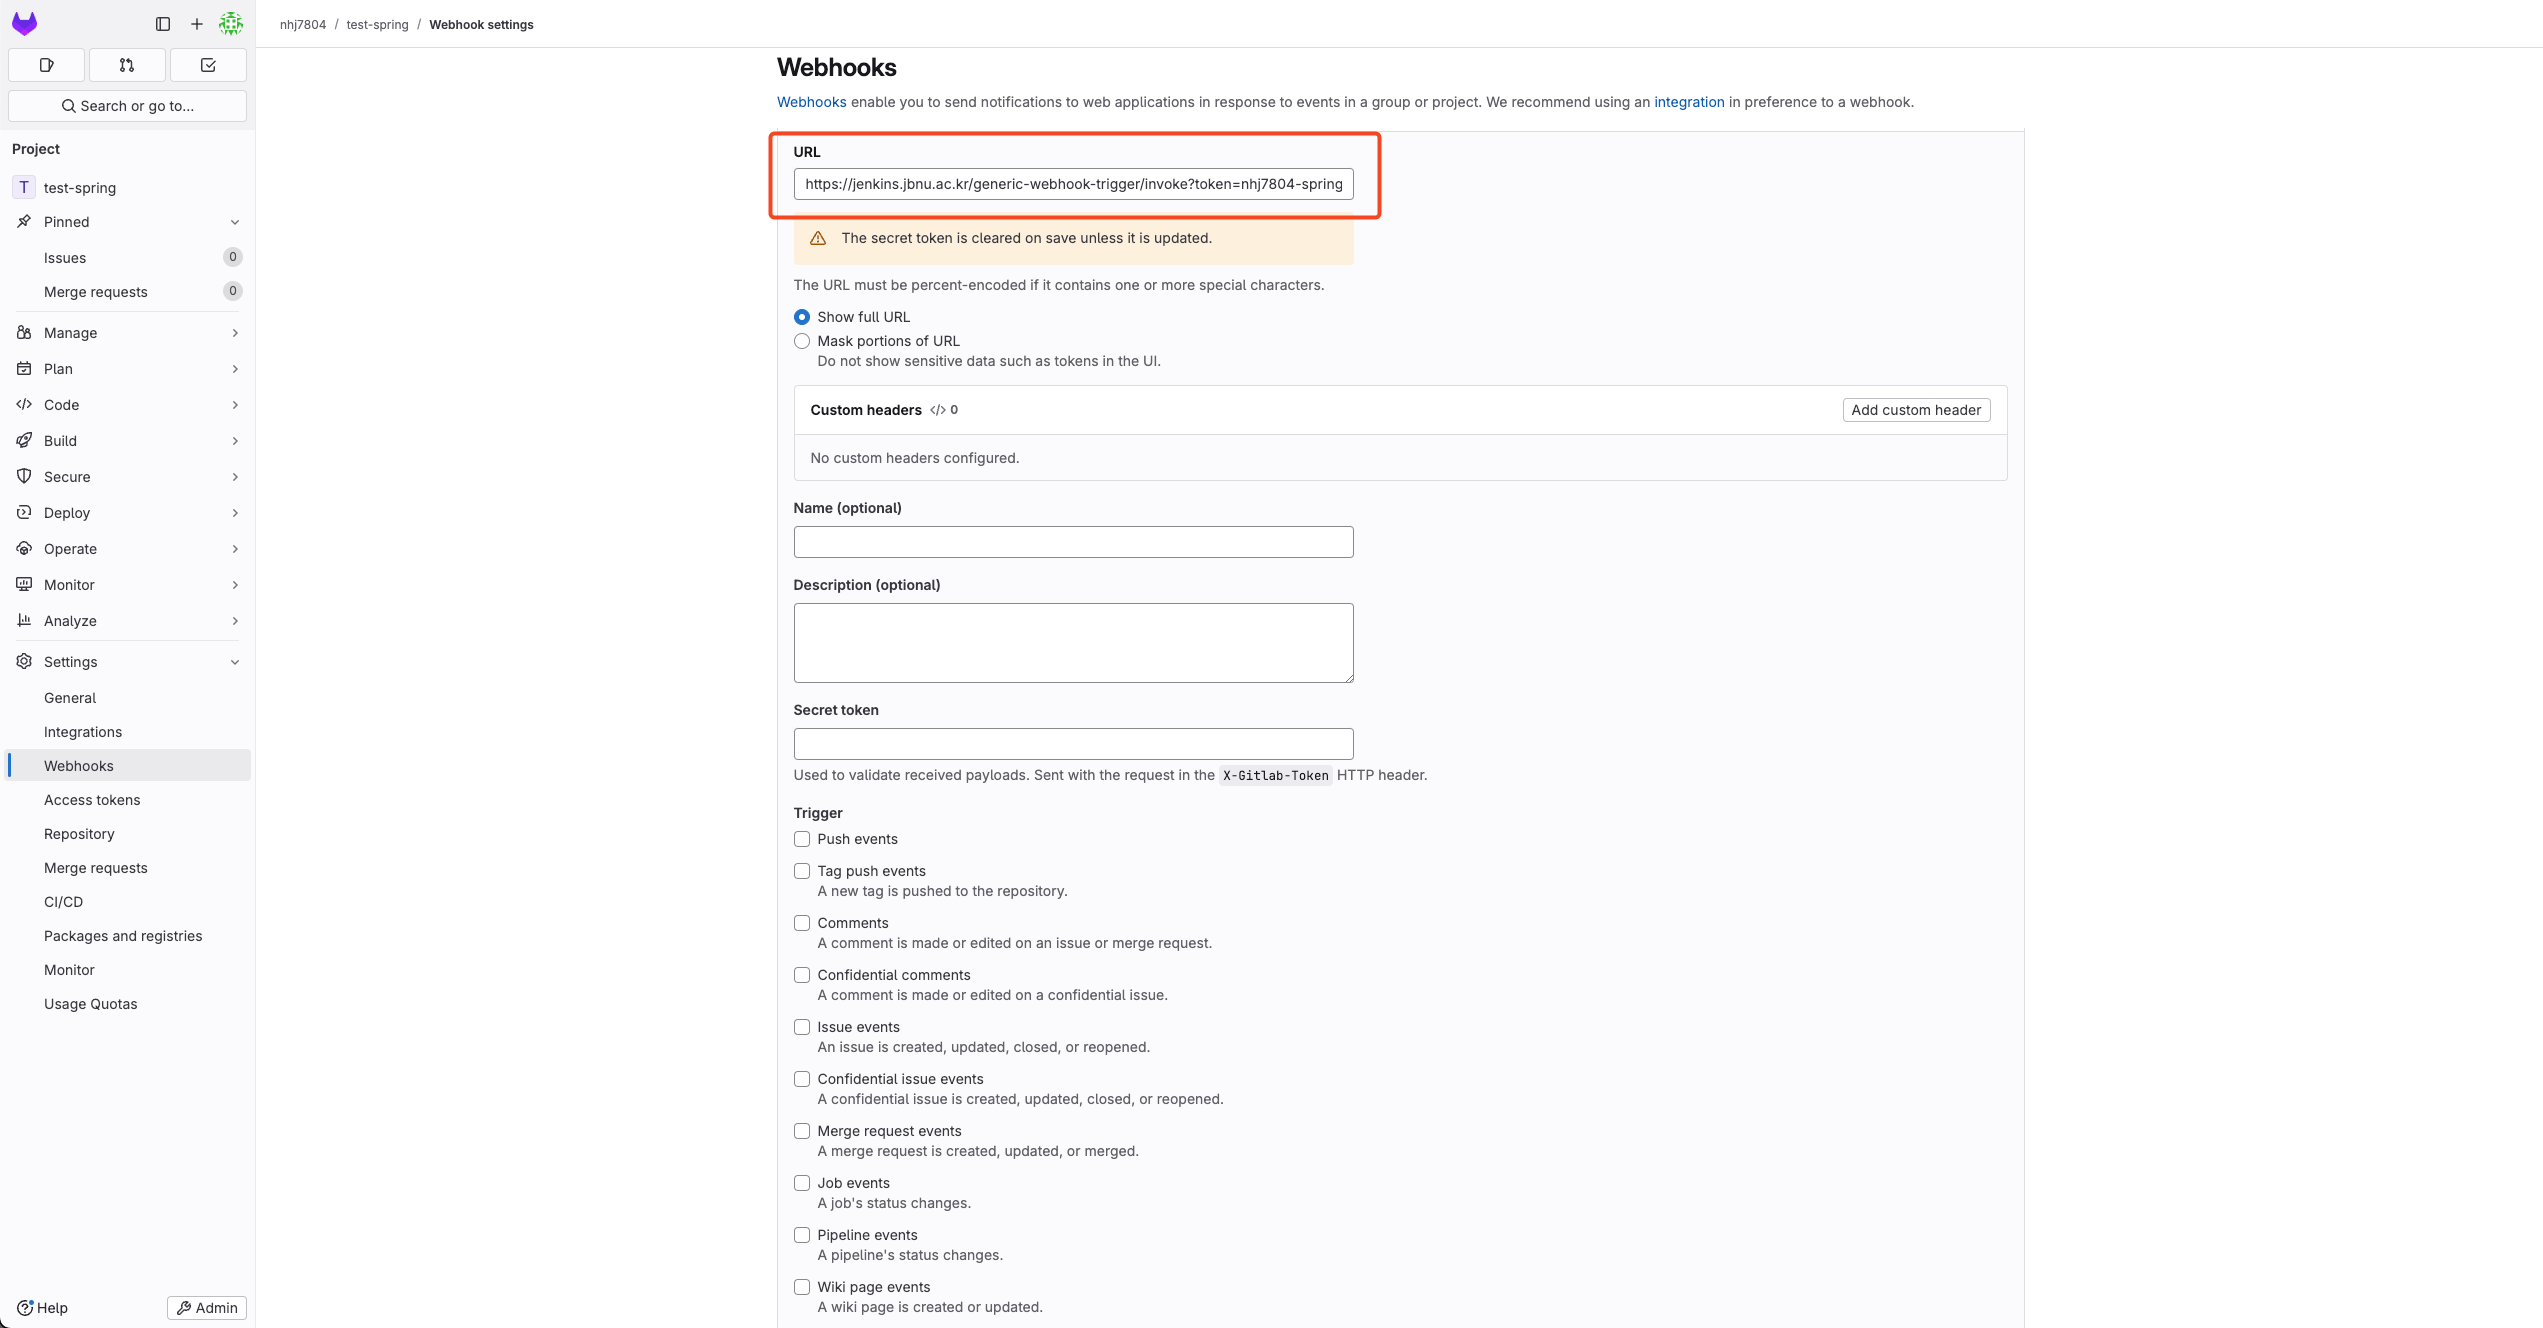 nhj7804 / test-spring / Webhook settings
Search or go to...
Project
T test-spring
Pinned
Issues 0
Merge requests 0
Manage
Plan
Code
Build
Secure
Deploy
Operate
Monitor
Analyze
Settings
General
Integrations
Webhooks
Access tokens
Repository
Merge requests
CI/CD
Packages and registries
Monitor
Usage Quotas
Help
Admin
Webhooks
Webhooks enable you to send notifications to web applications in response to events in a group or project. We recommend using an integration in preference to a webhook.
URL
https://jenkins.jbnu.ac.kr/generic-webhook-trigger/invoke?token=nhj7804-spring
The secret token is cleared on save unless it is updated.
The URL must be percent-encoded if it contains one or more special characters.
Show full URL
Mask portions of URL
Do not show sensitive data such as tokens in the UI.
Custom headers </> 0
Add custom header
No custom headers configured.
Name (optional)
Description (optional)
Secret token
Used to validate received payloads. Sent with the request in the X-Gitlab-Token HTTP header.
Trigger
Push events
Tag push events
A new tag is pushed to the repository.
Comments
A comment is made or edited on an issue or merge request.
Confidential comments
A comment is made or edited on a confidential issue.
Issue events
An issue is created, updated, closed, or reopened.
Confidential issue events
A confidential issue is created, updated, closed, or reopened.
Merge request events
A merge request is created, updated, or merged.
Job events
A job's status changes.
Pipeline events
A pipeline's status changes.
Wiki page events
A wiki page is created or updated.